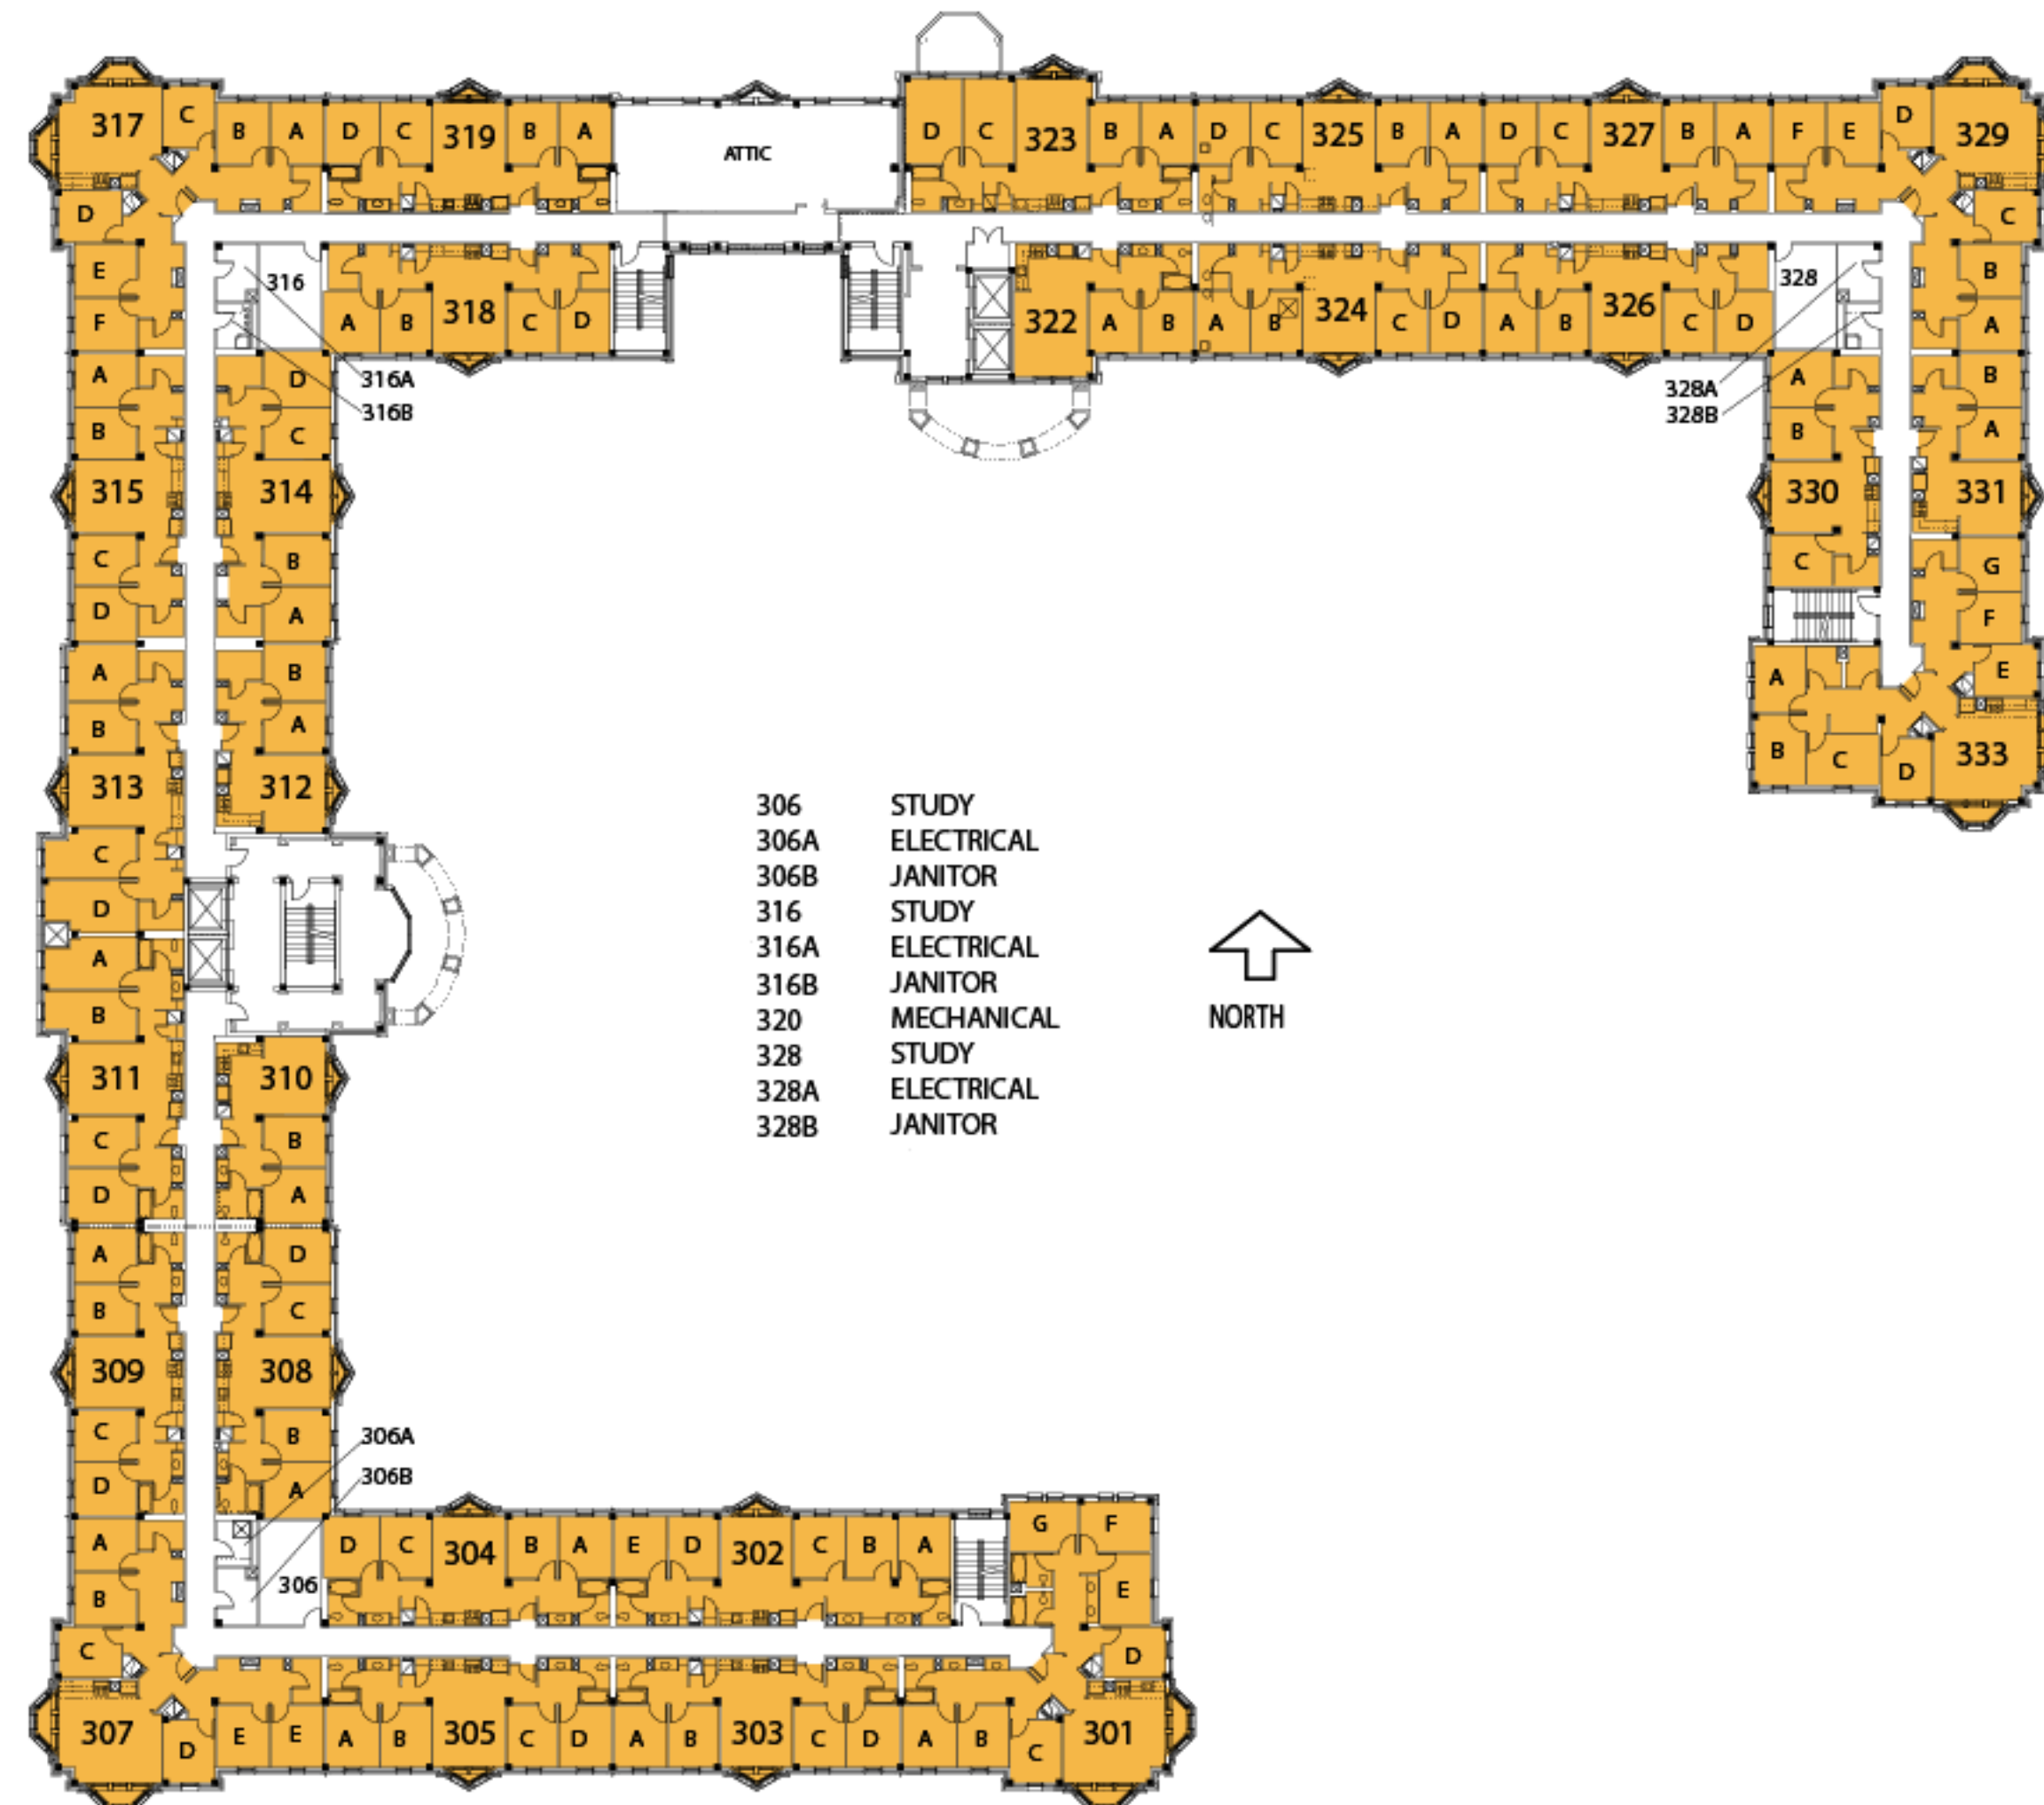 317 C B A D C 319 B A
ATTIC
D C 323 B A D C 325 B A D C 327 B A F E D 329
D
C
E
316
F
A B 318 C D
322 A B A B 324 C D A B 326 C D
328
B
A
316A
316B
328A
328B
A
B
315
C
D
D
C
314
B
A
A
B
330
C
B
A
331
G
F
E
A
B
C
D
333
A
B
313
C
D
B
A
312
A
B
311
C
D
310
B
A
306 STUDY
306A ELECTRICAL
306B JANITOR
316 STUDY
316A ELECTRICAL
316B JANITOR
320 MECHANICAL
328 STUDY
328A ELECTRICAL
328B JANITOR
NORTH
A
B
309
C
D
D
C
308
B
A
306A
306B
A
B
C
306
D C 304 B A E D 302 C B A
G F
E
D
307 D E E A B 305 C D A B 303 C D A B C 301